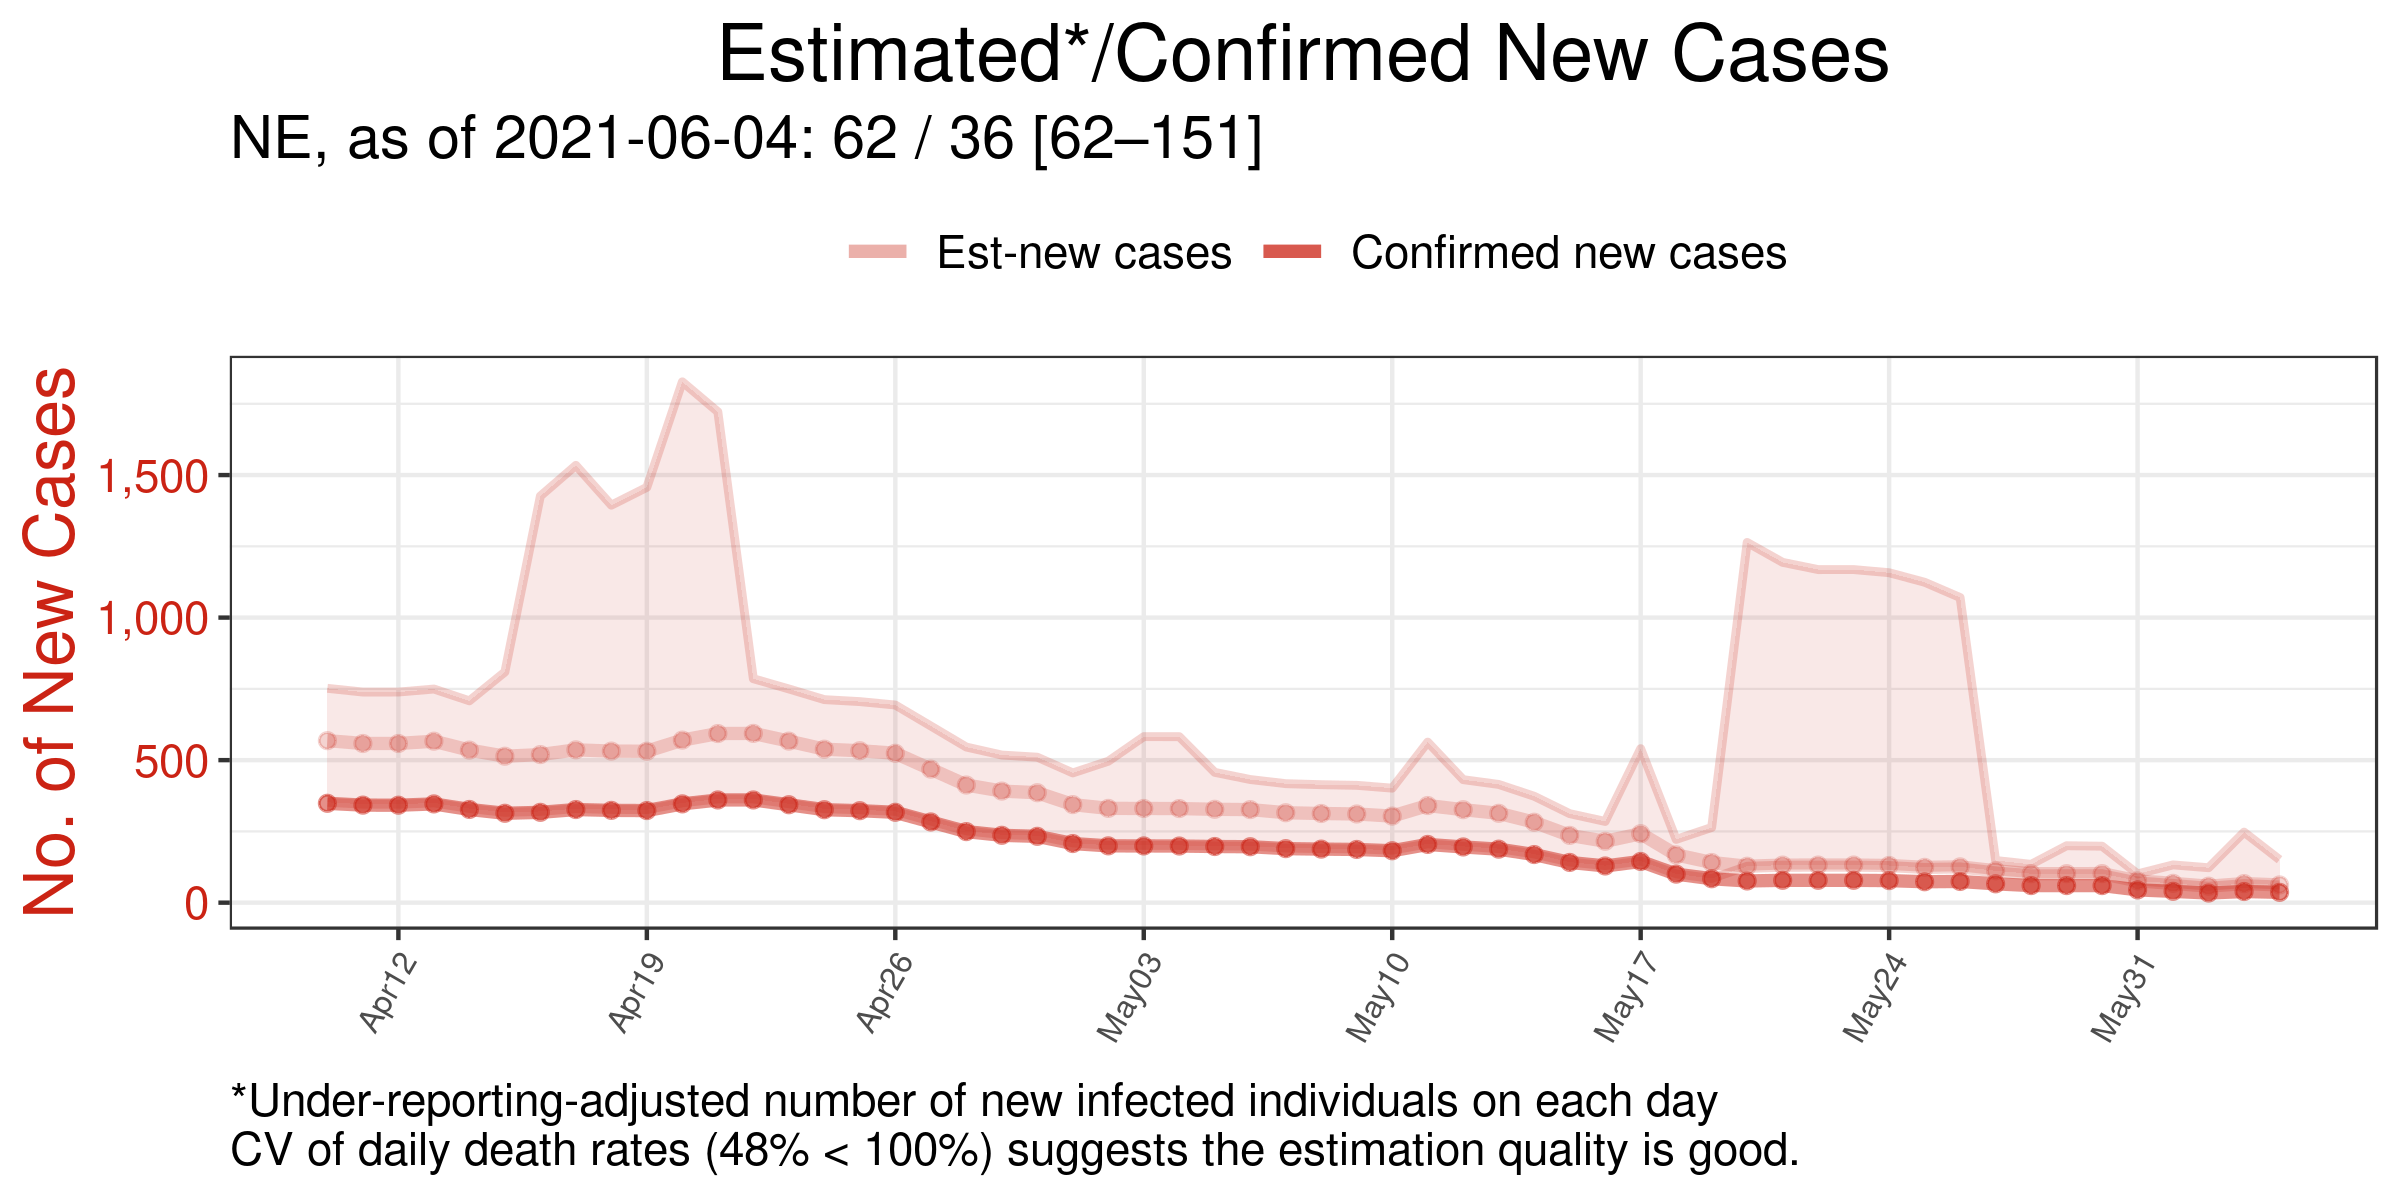 Estimated*/Confirmed New Cases
NE, as of 2021-06-04: 62 / 36 [62–151]
Est-new cases
Confirmed new cases
No. of New Cases
1,500
1,000
500
0
Apr12
Apr19
Apr26
May03
May10
May17
May24
May31
*Under-reporting-adjusted number of new infected individuals on each day
CV of daily death rates (48% < 100%) suggests the estimation quality is good.